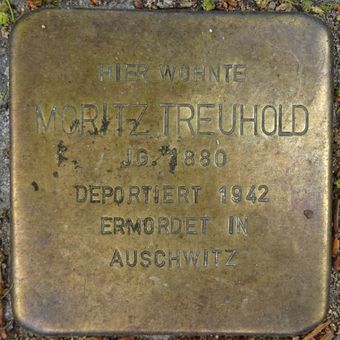 HIER WOHNTE
MORITZ TREUHOLD
JG. 1880
DEPORTIERT 1942
ERMORDET IN
AUSCHWITZ